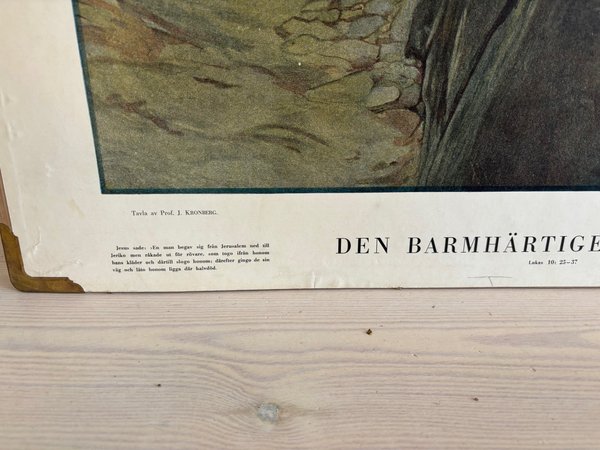 Tavla av Prof. J. KRONBERG.
Jesus sade: »En man begav sig från Jerusalem ned till
Jeriko men råkade ut för rövare, som togo ifrån honom
hans kläder och därtill slogo honom; därefter gingo de sin
väg och läto honom ligga där halvdöd.
DEN BARMHÄRTIGE
Lukas 10: 25–37